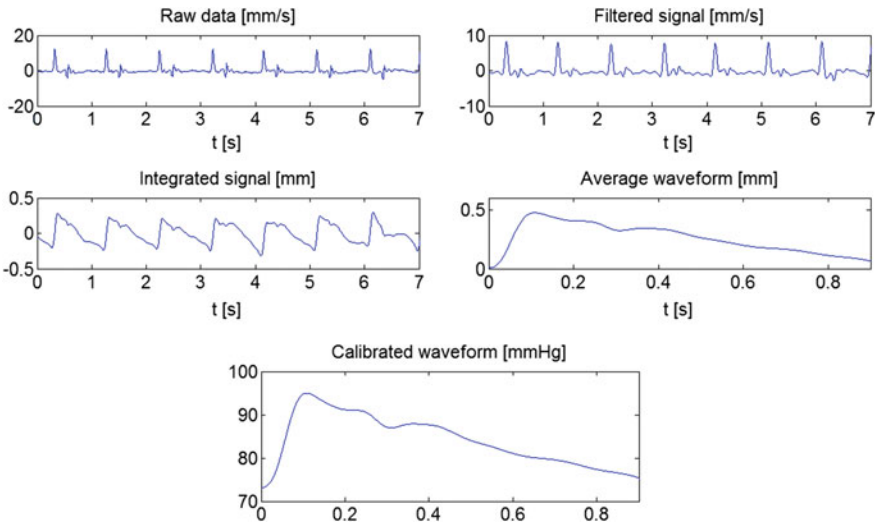 Raw data [mm/s]
20
0
-20
0 1 2 3 4 5 6 7
t [s]
Filtered signal [mm/s]
10
0
-10
0 1 2 3 4 5 6 7
t [s]
Integrated signal [mm]
0.5
0
-0.5
0 1 2 3 4 5 6 7
t [s]
Average waveform [mm]
0.5
0
0 0.2 0.4 0.6 0.8
t [s]
Calibrated waveform [mmHg]
100
90
80
70
0 0.2 0.4 0.6 0.8